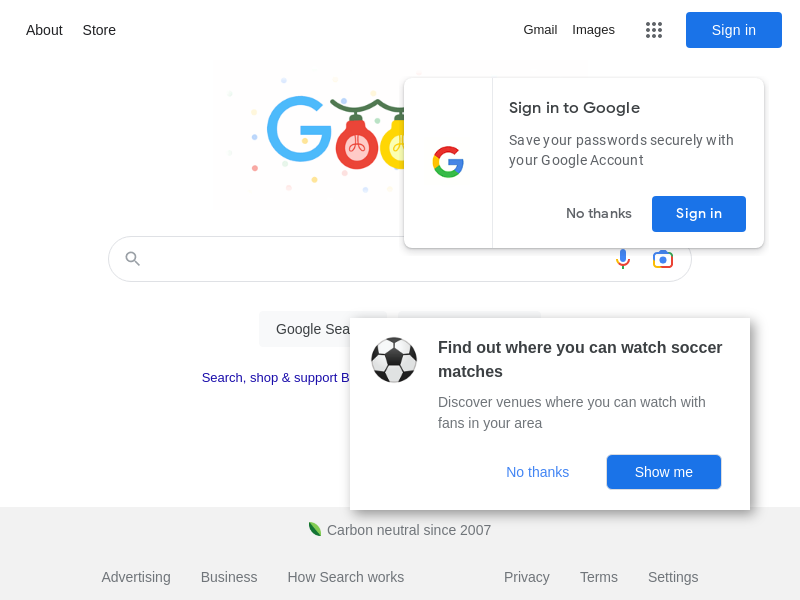 About Store Gmail Images Sign in
Sign in to Google
Save your passwords securely with
your Google Account
No thanks Sign in
Google Sea
Find out where you can watch soccer
matches
Search, shop & support B
Discover venues where you can watch with
fans in your area
No thanks Show me
Carbon neutral since 2007
Advertising Business How Search works Privacy Terms Settings